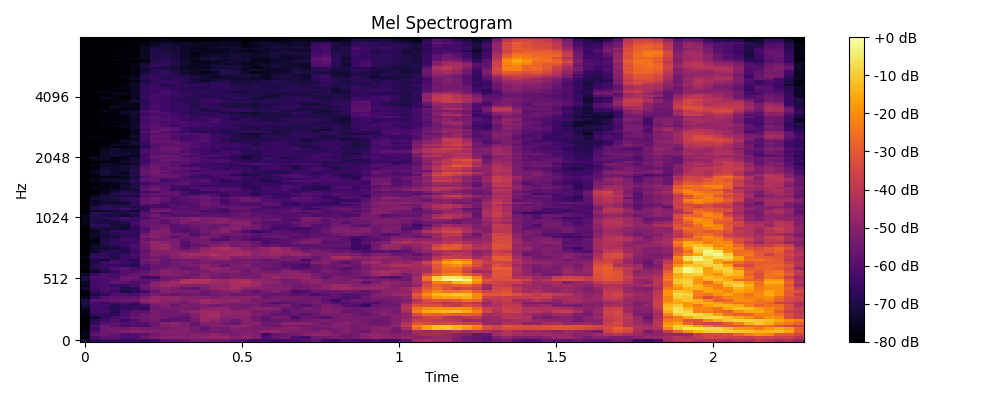 Mel Spectrogram
Hz
4096
2048
1024
512
0
0
0.5
1
1.5
2
Time
+0 dB
-10 dB
-20 dB
-30 dB
-40 dB
-50 dB
-60 dB
-70 dB
-80 dB